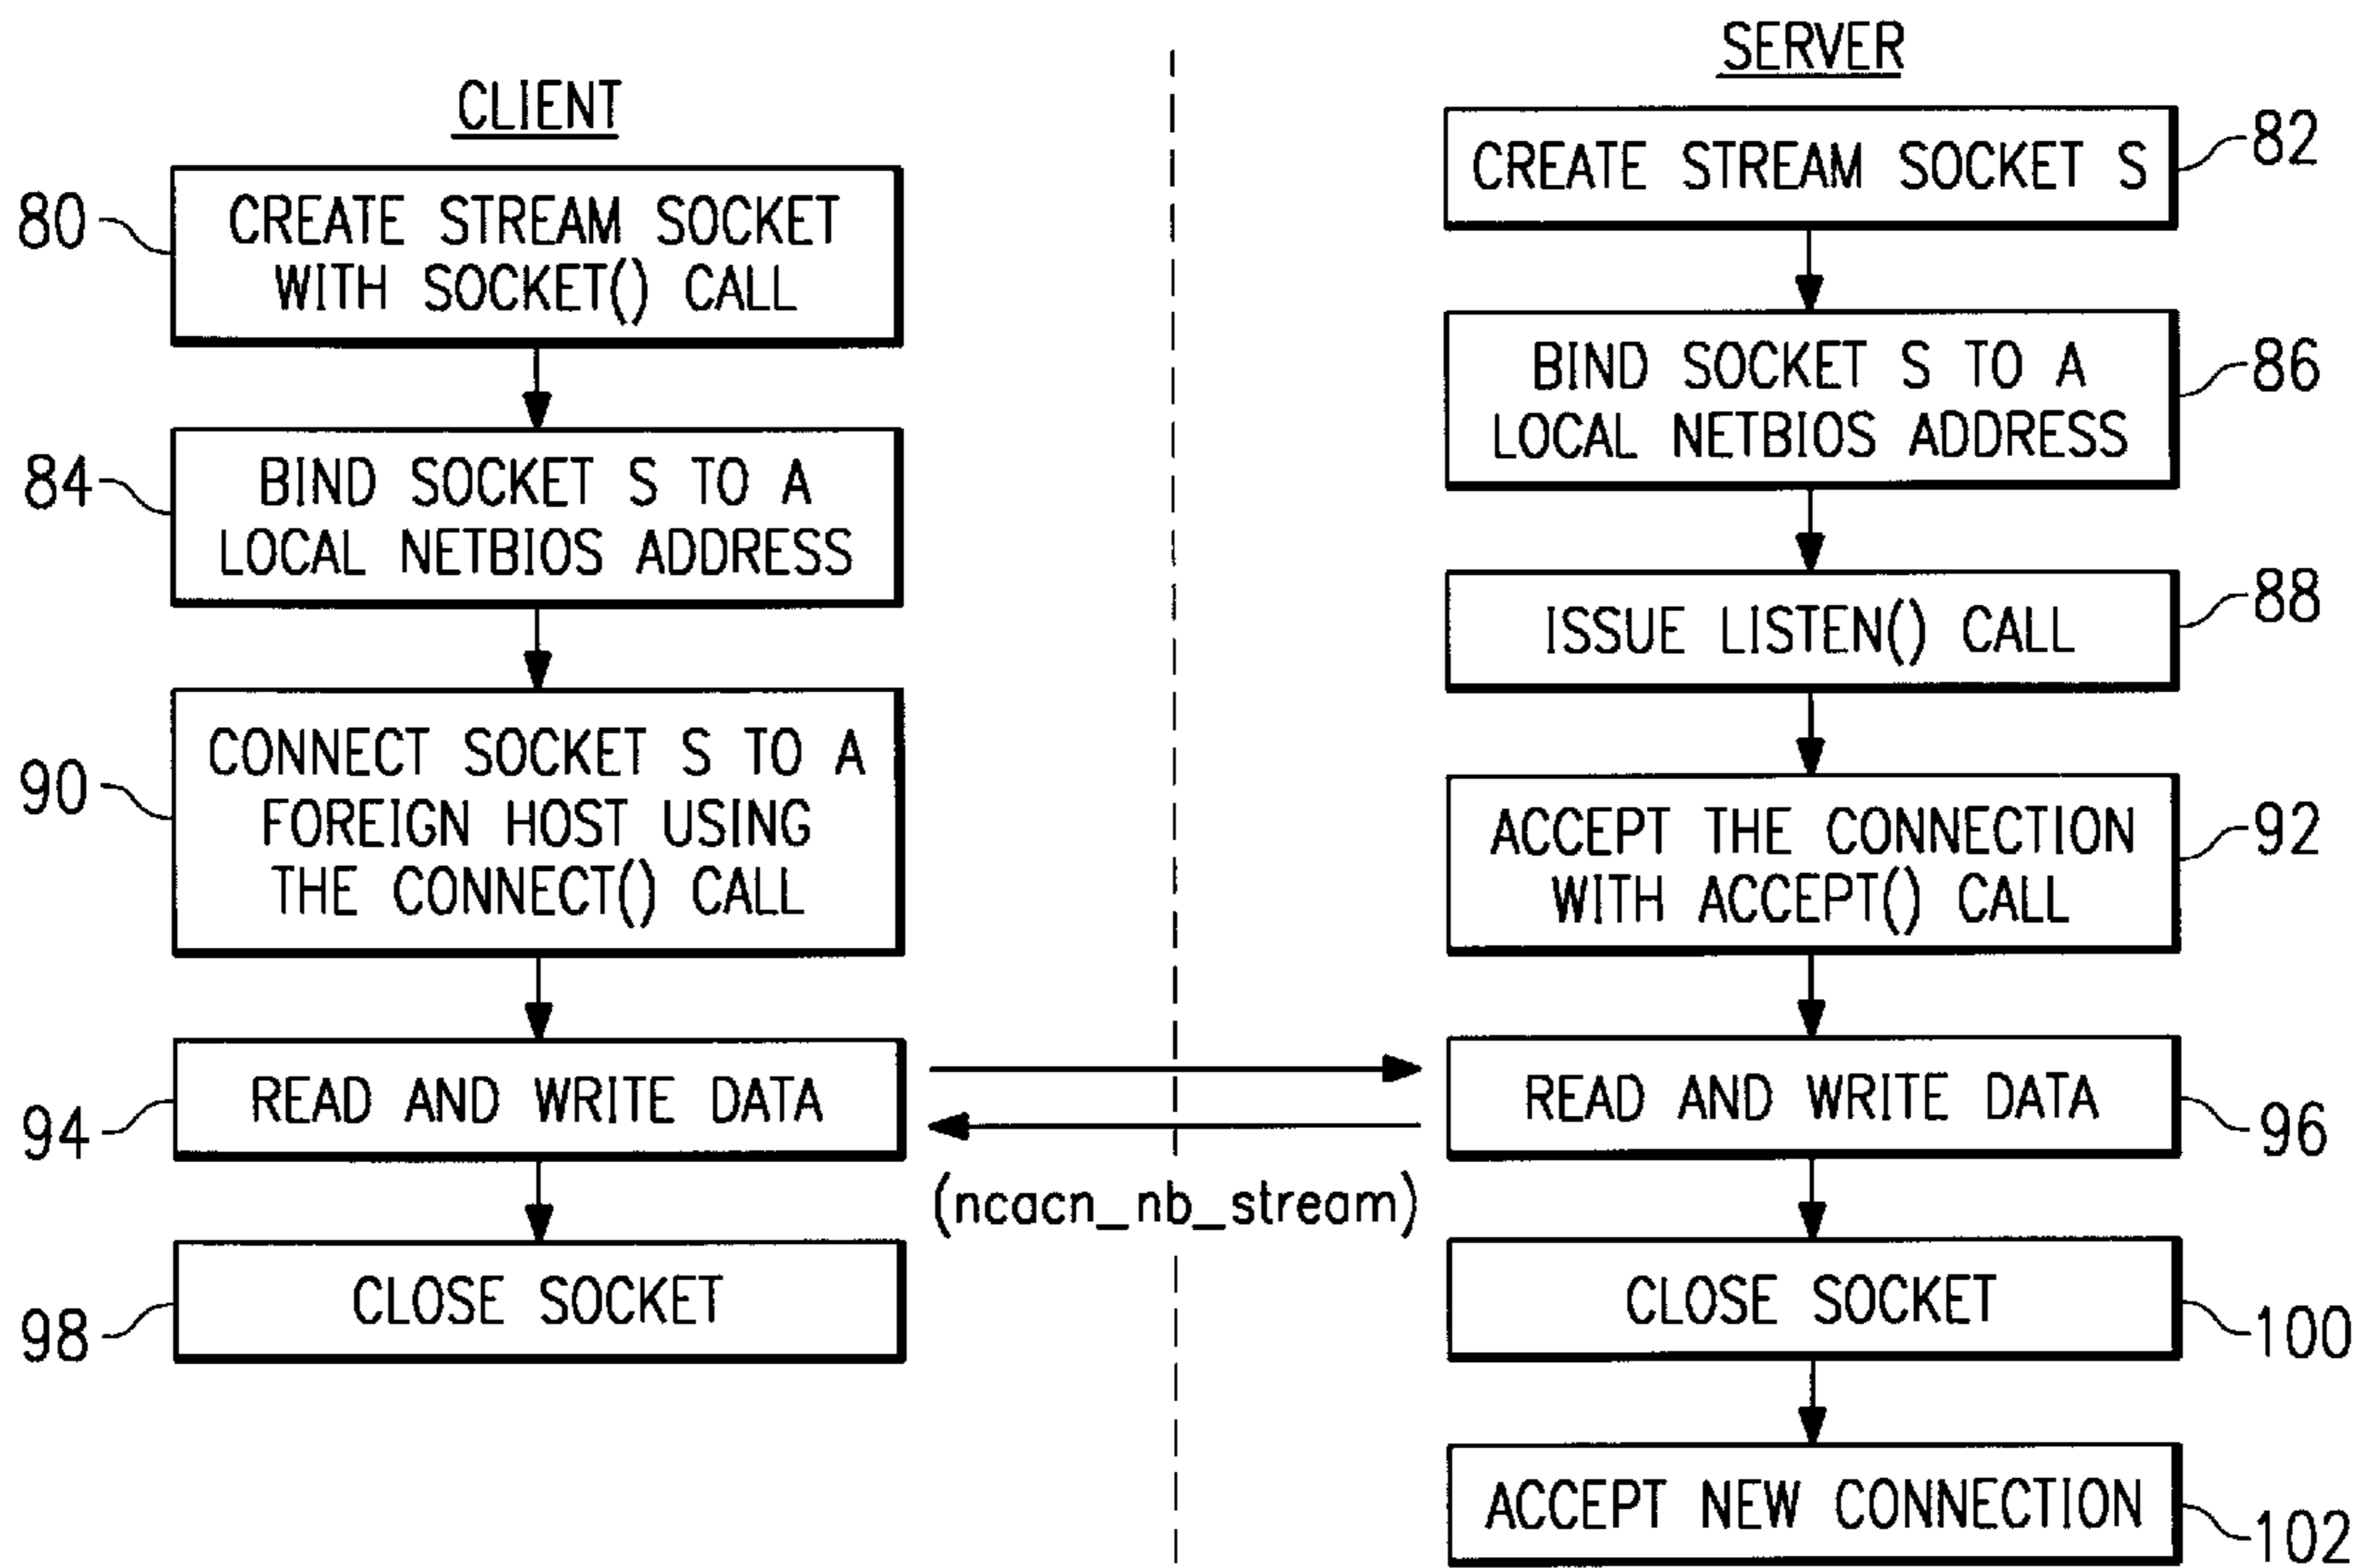 CLIENT
80
CREATE STREAM SOCKET
WITH SOCKET() CALL
84
BIND SOCKET S TO A
LOCAL NETBIOS ADDRESS
90
CONNECT SOCKET S TO A
FOREIGN HOST USING
THE CONNECT() CALL
94
READ AND WRITE DATA
98
CLOSE SOCKET
(ncacn_nb_stream)
SERVER
CREATE STREAM SOCKET S
82
BIND SOCKET S TO A
LOCAL NETBIOS ADDRESS
86
ISSUE LISTEN() CALL
88
ACCEPT THE CONNECTION
WITH ACCEPT() CALL
92
READ AND WRITE DATA
96
CLOSE SOCKET
100
ACCEPT NEW CONNECTION
102